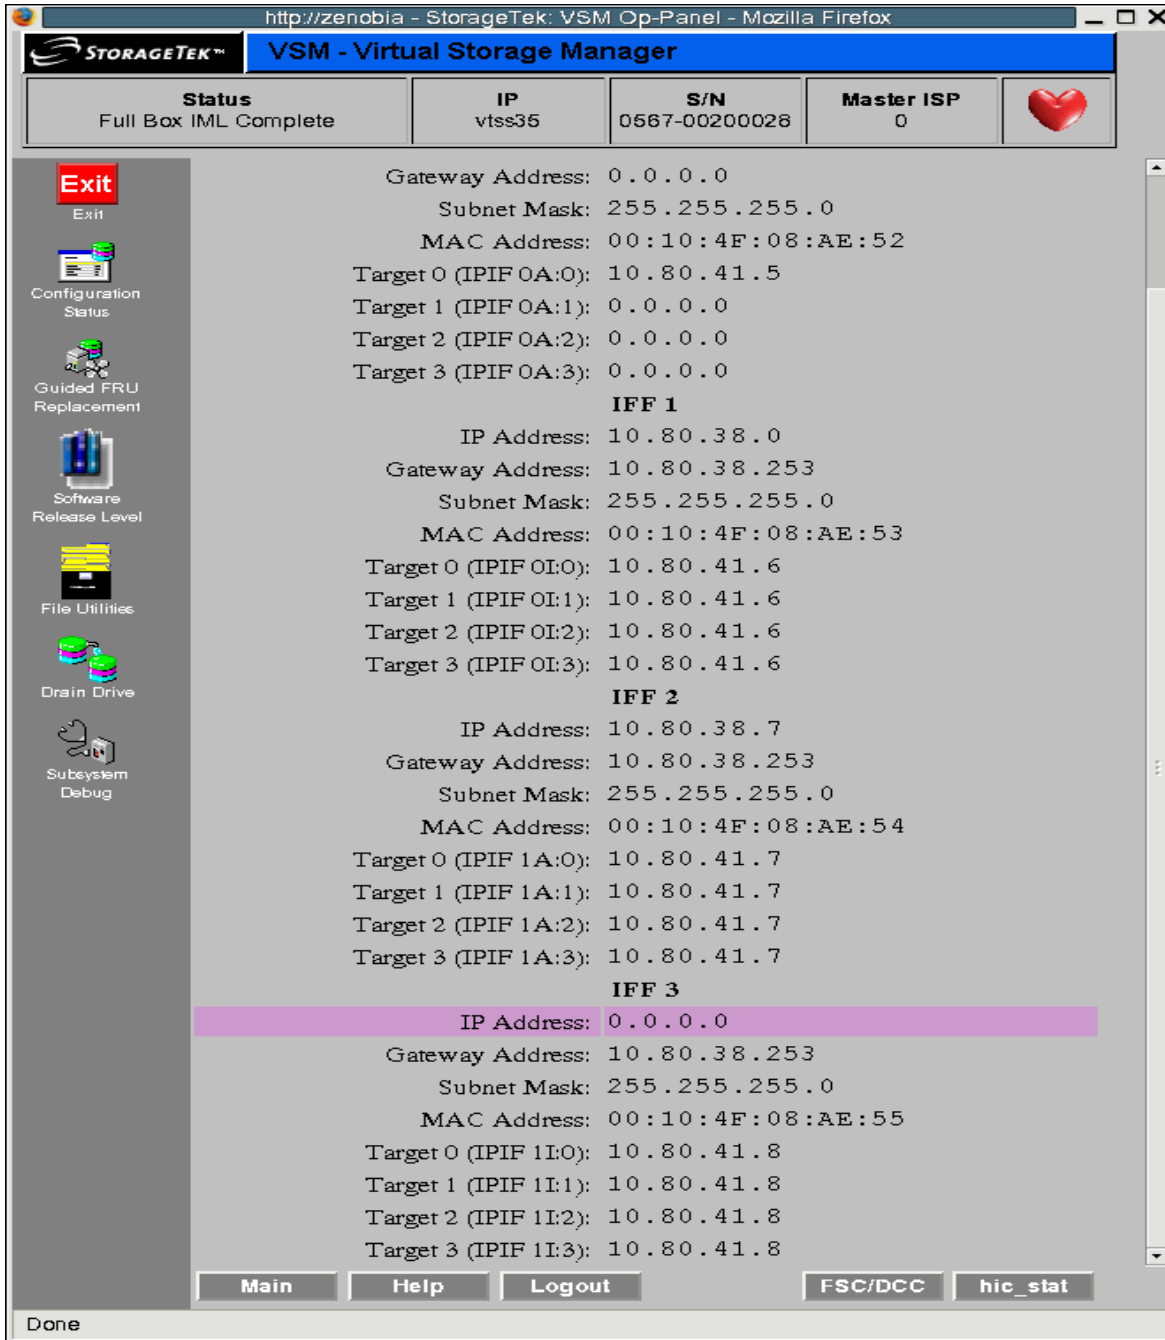 http://zenobia - StorageTek: VSM Op-Panel - Mozilla Firefox
STORAGETEK™ VSM - Virtual Storage Manager
Status IP S/N Master ISP
Full Box IML Complete vtss35 0567-00200028 0
Exit
Exit
Configuration
Status
Guided FRU
Replacement
Software
Release Level
File Utilities
Drain Drive
Subsystem
Debug
Gateway Address: 0.0.0.0
Subnet Mask: 255.255.255.0
MAC Address: 00:10:4F:08:AE:52
Target 0 (IPIF 0A:0): 10.80.41.5
Target 1 (IPIF 0A:1): 0.0.0.0
Target 2 (IPIF 0A:2): 0.0.0.0
Target 3 (IPIF 0A:3): 0.0.0.0
IFF 1
IP Address: 10.80.38.0
Gateway Address: 10.80.38.253
Subnet Mask: 255.255.255.0
MAC Address: 00:10:4F:08:AE:53
Target 0 (IPIF 0I:0): 10.80.41.6
Target 1 (IPIF 0I:1): 10.80.41.6
Target 2 (IPIF 0I:2): 10.80.41.6
Target 3 (IPIF 0I:3): 10.80.41.6
IFF 2
IP Address: 10.80.38.7
Gateway Address: 10.80.38.253
Subnet Mask: 255.255.255.0
MAC Address: 00:10:4F:08:AE:54
Target 0 (IPIF 1A:0): 10.80.41.7
Target 1 (IPIF 1A:1): 10.80.41.7
Target 2 (IPIF 1A:2): 10.80.41.7
Target 3 (IPIF 1A:3): 10.80.41.7
IFF 3
IP Address: 0.0.0.0
Gateway Address: 10.80.38.253
Subnet Mask: 255.255.255.0
MAC Address: 00:10:4F:08:AE:55
Target 0 (IPIF 1I:0): 10.80.41.8
Target 1 (IPIF 1I:1): 10.80.41.8
Target 2 (IPIF 1I:2): 10.80.41.8
Target 3 (IPIF 1I:3): 10.80.41.8
Main Help Logout FSC/DCC hic_stat
Done